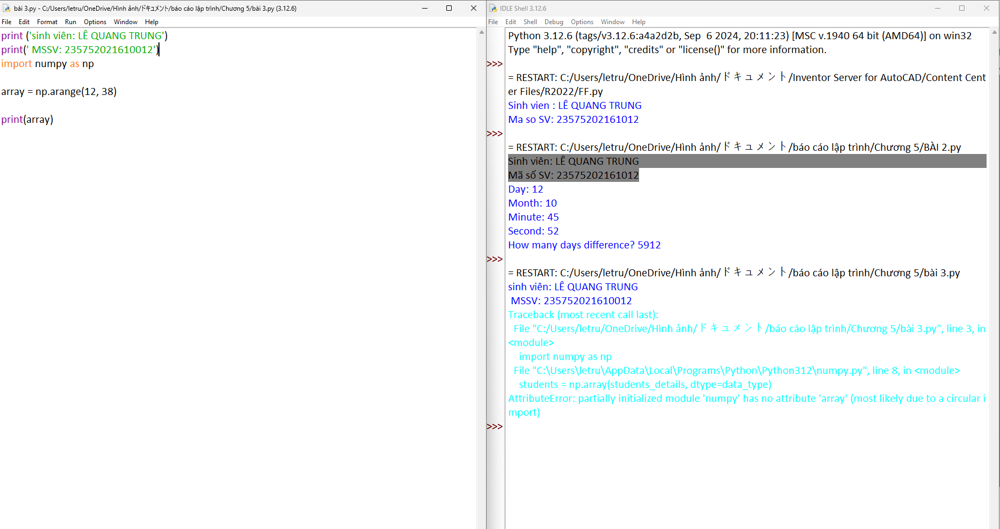 bài 3.py - C:/Users/letru/OneDrive/Hình ảnh/ドキュメント/báo cáo lập trình/Chương 5/bài 3.py (3.12.6)
File Edit Format Run Options Window Help
print ('sinh viên: LÊ QUANG TRUNG')
print(' MSSV: 235752021610012')
import numpy as np
array = np.arange(12, 38)
print(array)
IDLE Shell 3.12.6
File Edit Shell Debug Options Window Help
Python 3.12.6 (tags/v3.12.6:a4a2d2b, Sep  6 2024, 20:11:23) [MSC v.1940 64 bit (AMD64)] on win32
Type "help", "copyright", "credits" or "license()" for more information.
>>>
= RESTART: C:/Users/letru/OneDrive/Hình ảnh/ドキュメント/Inventor Server for AutoCAD/Content Cent
er Files/R2022/FF.py
Sinh vien : LÊ QUANG TRUNG
Ma so SV: 23575202161012
>>>
= RESTART: C:/Users/letru/OneDrive/Hình ảnh/ドキュメント/báo cáo lập trình/Chương 5/BÀI 2.py
Sinh viên: LÊ QUANG TRUNG
Mã số SV: 23575202161012
Day: 12
Month: 10
Minute: 45
Second: 52
How many days difference? 5912
>>>
= RESTART: C:/Users/letru/OneDrive/Hình ảnh/ドキュメント/báo cáo lập trình/Chương 5/bài 3.py
sinh viên: LÊ QUANG TRUNG
 MSSV: 235752021610012
Traceback (most recent call last):
  File "C:/Users/letru/OneDrive/Hình ảnh/ドキュメント/báo cáo lập trình/Chương 5/bài 3.py", line 3, in
<module>
    import numpy as np
  File "C:\Users\letru\AppData\Local\Programs\Python\Python312\numpy.py", line 8, in <module>
    students = np.array(students_details, dtype=data_type)
AttributeError: partially initialized module 'numpy' has no attribute 'array' (most likely due to a circular i
mport)
>>>